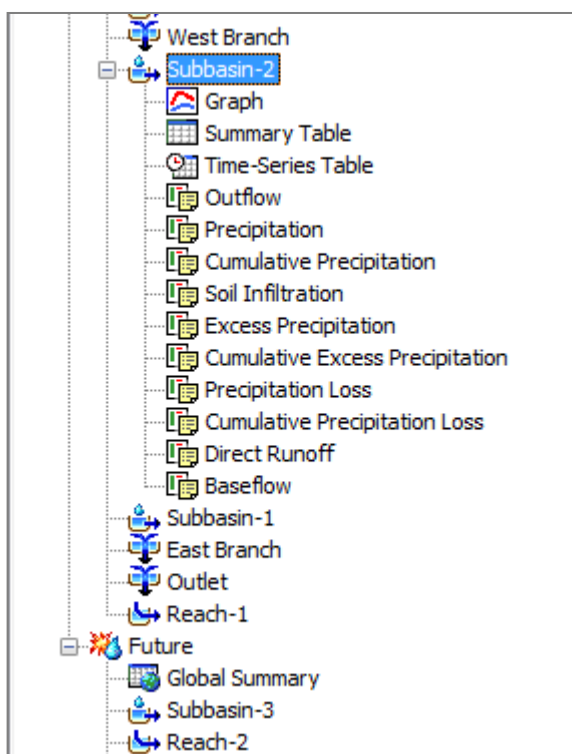 West Branch
Subbasin-2
Graph
Summary Table
Time-Series Table
Outflow
Precipitation
Cumulative Precipitation
Soil Infiltration
Excess Precipitation
Cumulative Excess Precipitation
Precipitation Loss
Cumulative Precipitation Loss
Direct Runoff
Baseflow
Subbasin-1
East Branch
Outlet
Reach-1
Future
Global Summary
Subbasin-3
Reach-2